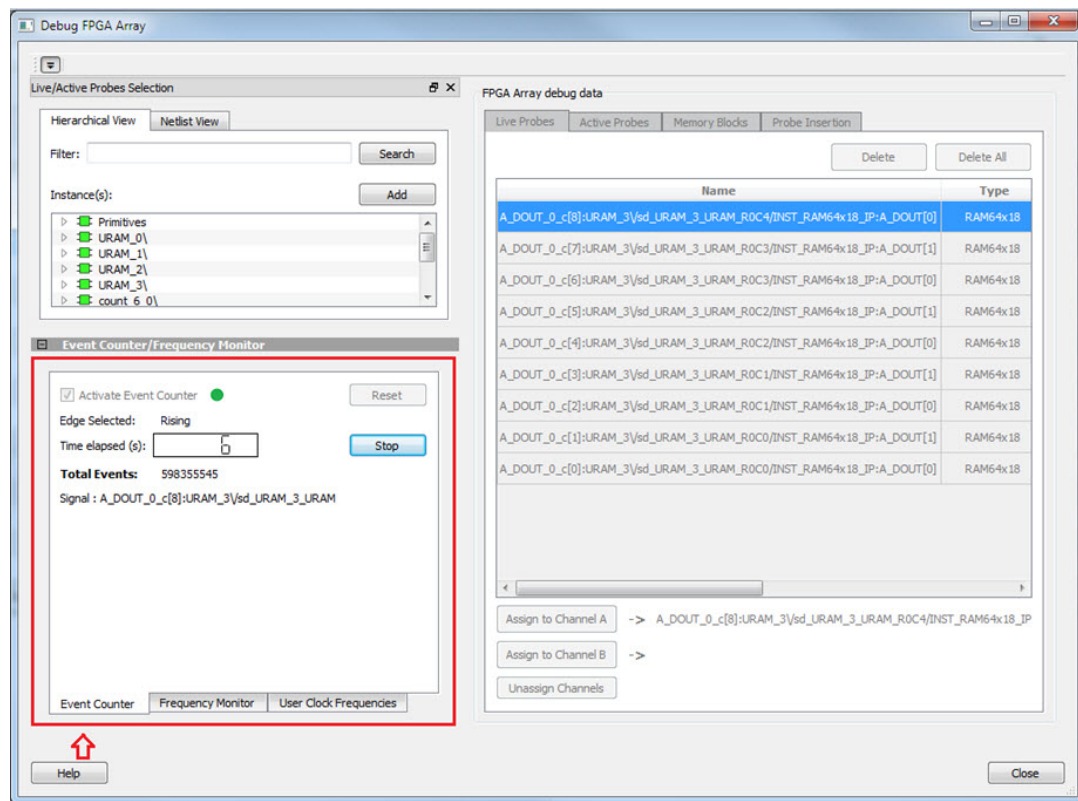 Debug FPGA Array
Live/Active Probes Selection
Hierarchical View Netlist View
Filter: Search
Instance(s): Add
Primitives
URAM_0\
URAM_1\
URAM_2\
URAM_3\
count_6_0\
Event Counter/Frequency Monitor
Activate Event Counter Reset
Edge Selected: Rising
Time elapsed (s): 6 Stop
Total Events: 598355545
Signal : A_DOUT_0_c[8]:URAM_3\/sd_URAM_3_URAM
Event Counter Frequency Monitor User Clock Frequencies
Help
FPGA Array debug data
Live Probes Active Probes Memory Blocks Probe Insertion
Delete Delete All
Name Type
A_DOUT_0_c[8]:URAM_3\/sd_URAM_3_URAM_R0C4/INST_RAM64x18_IP:A_DOUT[0] RAM64x18
A_DOUT_0_c[7]:URAM_3\/sd_URAM_3_URAM_R0C3/INST_RAM64x18_IP:A_DOUT[1] RAM64x18
A_DOUT_0_c[6]:URAM_3\/sd_URAM_3_URAM_R0C3/INST_RAM64x18_IP:A_DOUT[0] RAM64x18
A_DOUT_0_c[5]:URAM_3\/sd_URAM_3_URAM_R0C2/INST_RAM64x18_IP:A_DOUT[1] RAM64x18
A_DOUT_0_c[4]:URAM_3\/sd_URAM_3_URAM_R0C2/INST_RAM64x18_IP:A_DOUT[0] RAM64x18
A_DOUT_0_c[3]:URAM_3\/sd_URAM_3_URAM_R0C1/INST_RAM64x18_IP:A_DOUT[1] RAM64x18
A_DOUT_0_c[2]:URAM_3\/sd_URAM_3_URAM_R0C1/INST_RAM64x18_IP:A_DOUT[0] RAM64x18
A_DOUT_0_c[1]:URAM_3\/sd_URAM_3_URAM_R0C0/INST_RAM64x18_IP:A_DOUT[1] RAM64x18
A_DOUT_0_c[0]:URAM_3\/sd_URAM_3_URAM_R0C0/INST_RAM64x18_IP:A_DOUT[0] RAM64x18
Assign to Channel A -> A_DOUT_0_c[8]:URAM_3\/sd_URAM_3_URAM_R0C4/INST_RAM64x18_IP
Assign to Channel B ->
Unassign Channels
Close